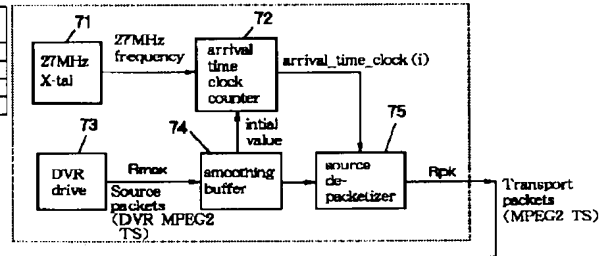 71
27MHz
X-tal
27MHz
frequency
72
arrival
time
clock
counter
arrival_time_clock (i)
73
DVR
drive
Rmax
Source
packets
(DVR MPEG2
TS)
74
intial
value
smoothing
buffer
75
source
de-
packetizer
Rpk
Transport
packets
(MPEG2 TS)